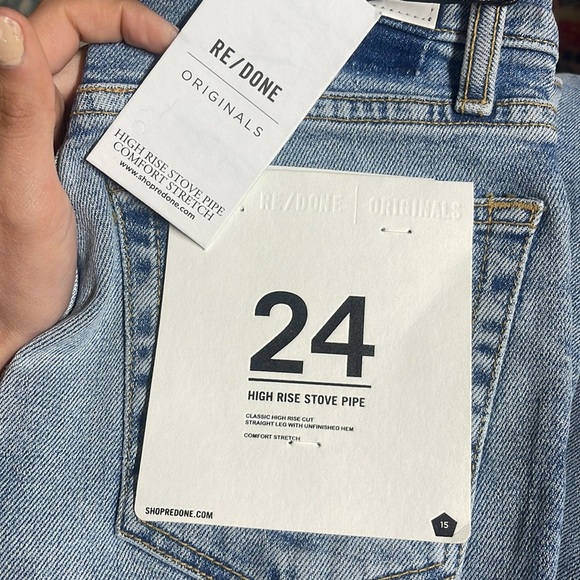 RE/DONE
ORIGINALS
HIGH RISE STOVE PIPE
COMFORT STRETCH
www.shopredone.com
RE/DONE | ORIGINALS
24
HIGH RISE STOVE PIPE
CLASSIC HIGH RISE CUT
STRAIGHT LEG WITH UNFINISHED HEM
COMFORT STRETCH
SHOPREDONE.COM
15